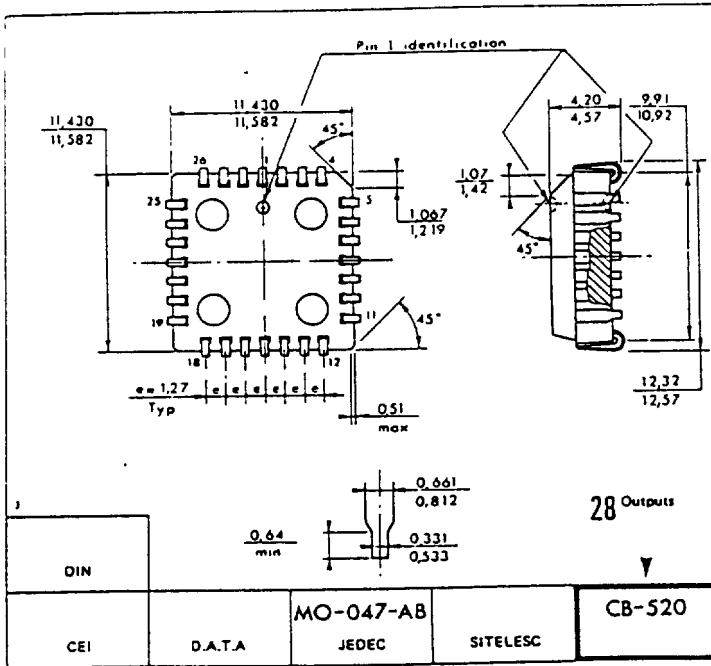 Pin 1 identification
11,430
11,582
11,430
11,582
45°
4,20
4,57
9,91
10,92
26
1
4
1,07
1,42
25
5
1,067
1,219
45°
19
11
45°
18
12
e = 1,27
Typ
e
e
e
e
e
0,51
max
12,32
12,57
0,661
0,812
0,64
min
0,331
0,533
28 Outputs
DIN
CEI
D.A.T.A
MO-047-AB
JEDEC
SITELESC
CB-520